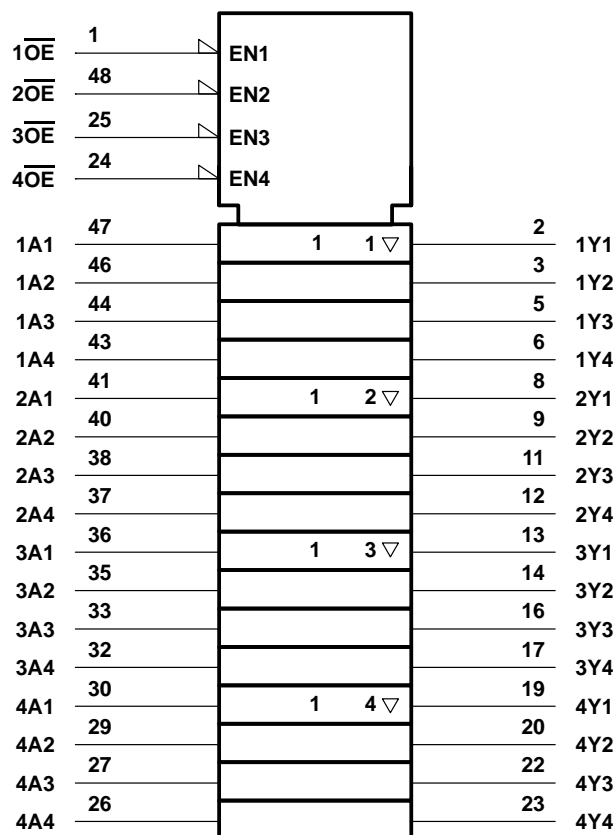 1O̅E̅ 1 EN1
2O̅E̅ 48 EN2
3O̅E̅ 25 EN3
4O̅E̅ 24 EN4
1A1 47 1 1 ▽ 2 1Y1
1A2 46 3 1Y2
1A3 44 5 1Y3
1A4 43 6 1Y4
2A1 41 1 2 ▽ 8 2Y1
2A2 40 9 2Y2
2A3 38 11 2Y3
2A4 37 12 2Y4
3A1 36 1 3 ▽ 13 3Y1
3A2 35 14 3Y2
3A3 33 16 3Y3
3A4 32 17 3Y4
4A1 30 1 4 ▽ 19 4Y1
4A2 29 20 4Y2
4A3 27 22 4Y3
4A4 26 23 4Y4